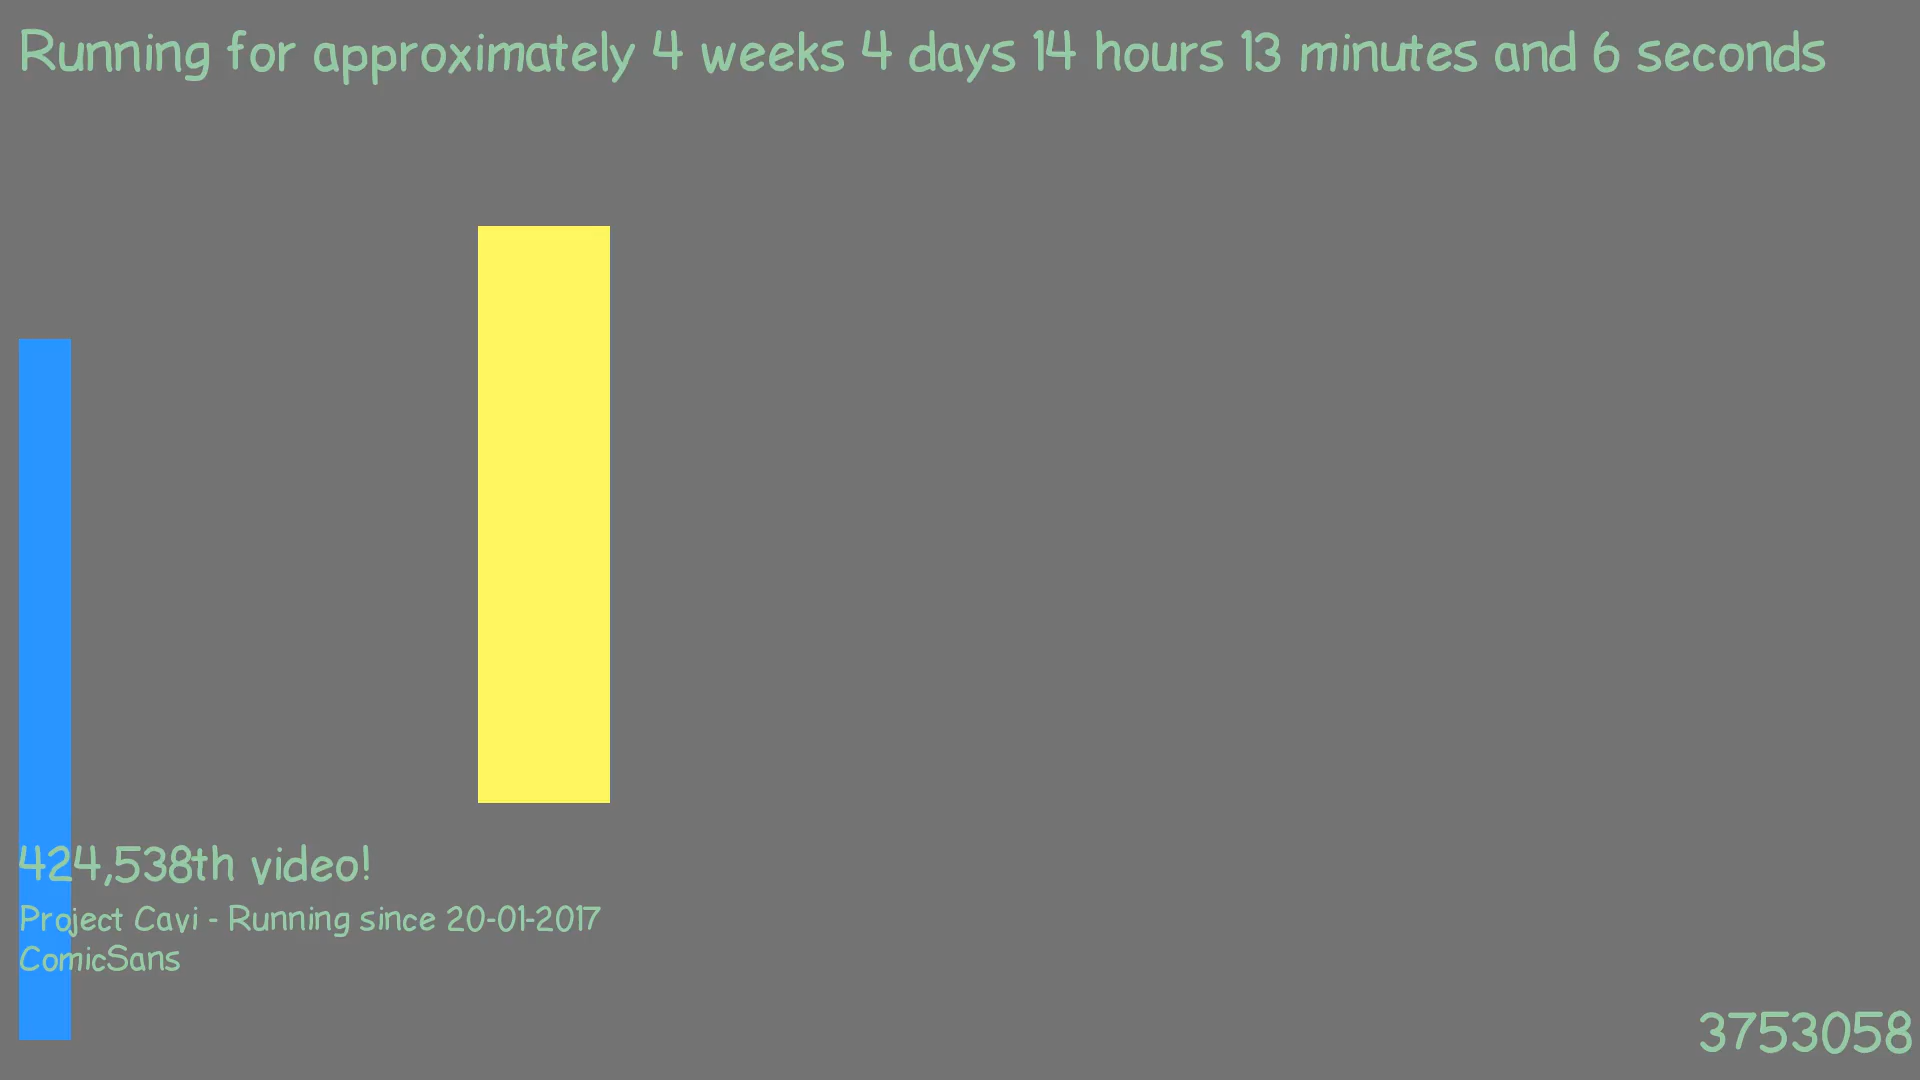 Running for approximately 4 weeks 4 days 14 hours 13 minutes and 6 seconds
424,538th video!
Project Cavi - Running since 20-01-2017
ComicSans
3753058